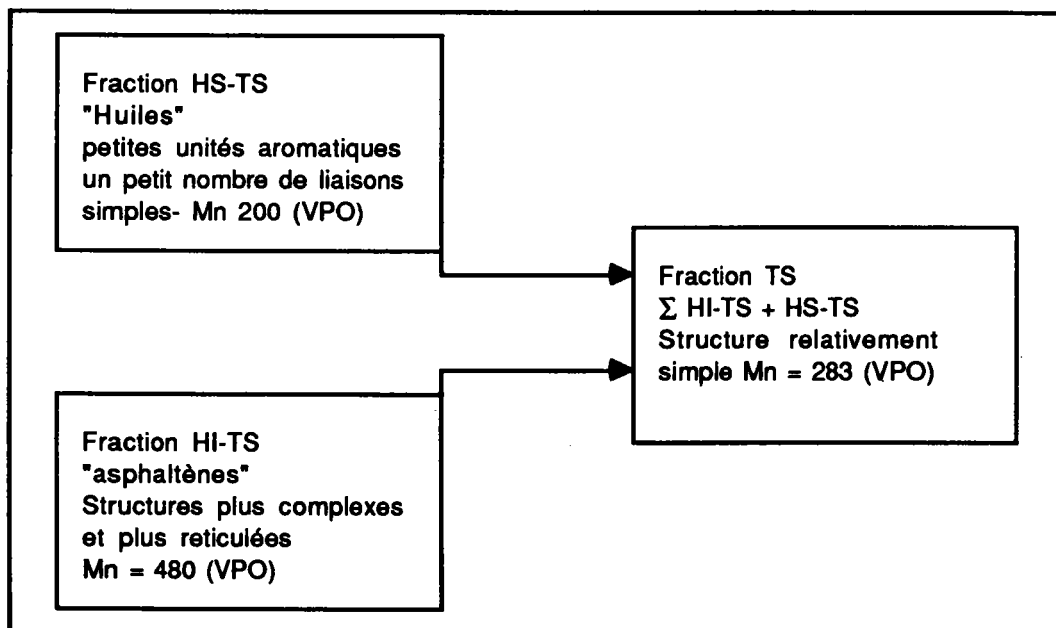 Fraction HS-TS
"Huiles"
petites unités aromatiques
un petit nombre de liaisons
simples- Mn 200 (VPO)
Fraction HI-TS
"asphaltènes"
Structures plus complexes
et plus reticulées
Mn = 480 (VPO)
Fraction TS
Σ HI-TS + HS-TS
Structure relativement
simple Mn = 283 (VPO)